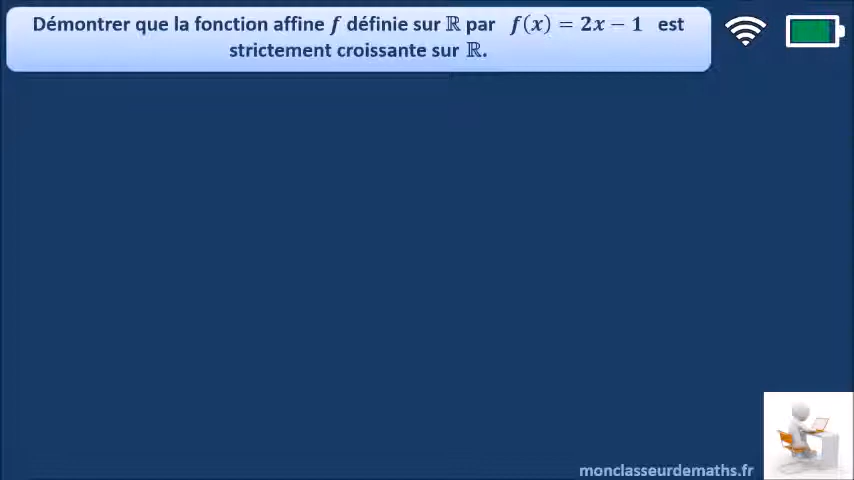 Démontrer que la fonction affine f définie sur ℝ par f(x) = 2x − 1 est
strictement croissante sur ℝ.
monclasseurdemaths.fr